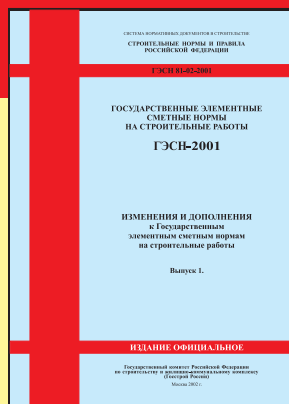 СИСТЕМА НОРМАТИВНЫХ ДОКУМЕНТОВ В СТРОИТЕЛЬСТВЕ
СТРОИТЕЛЬНЫЕ НОРМЫ И ПРАВИЛА
РОССИЙСКОЙ ФЕДЕРАЦИИ
ГЭСН 81-02-2001
ГОСУДАРСТВЕННЫЕ ЭЛЕМЕНТНЫЕ
СМЕТНЫЕ НОРМЫ
НА СТРОИТЕЛЬНЫЕ РАБОТЫ
ГЭСН-2001
ИЗМЕНЕНИЯ И ДОПОЛНЕНИЯ
к Государственным
элементным сметным нормам
на строительные работы
Выпуск 1.
ИЗДАНИЕ ОФИЦИАЛЬНОЕ
Государственный комитет Российской Федерации
по строительству и жилищно-коммунальному комплексу
(Госстрой России)
Москва 2002 г.